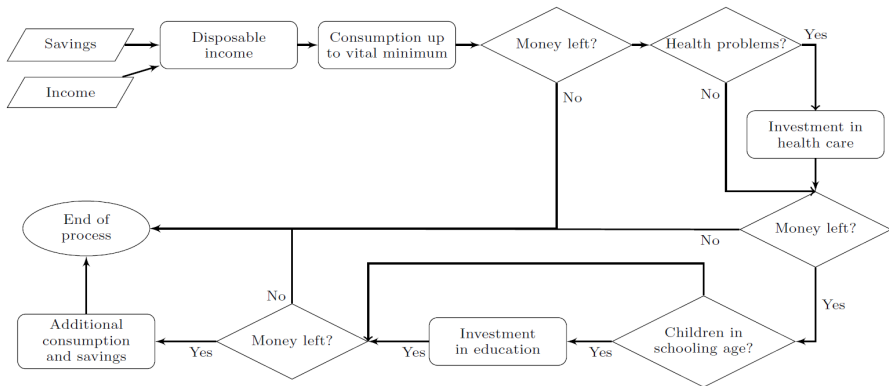 Savings
Income
Disposable
income
Consumption up
to vital minimum
Money left?
No
Health problems?
Yes
No
Investment in
health care
Money left?
No
Yes
Children in
schooling age?
Yes
Investment
in education
Yes
Money left?
No
Yes
Additional
consumption
and savings
End of
process